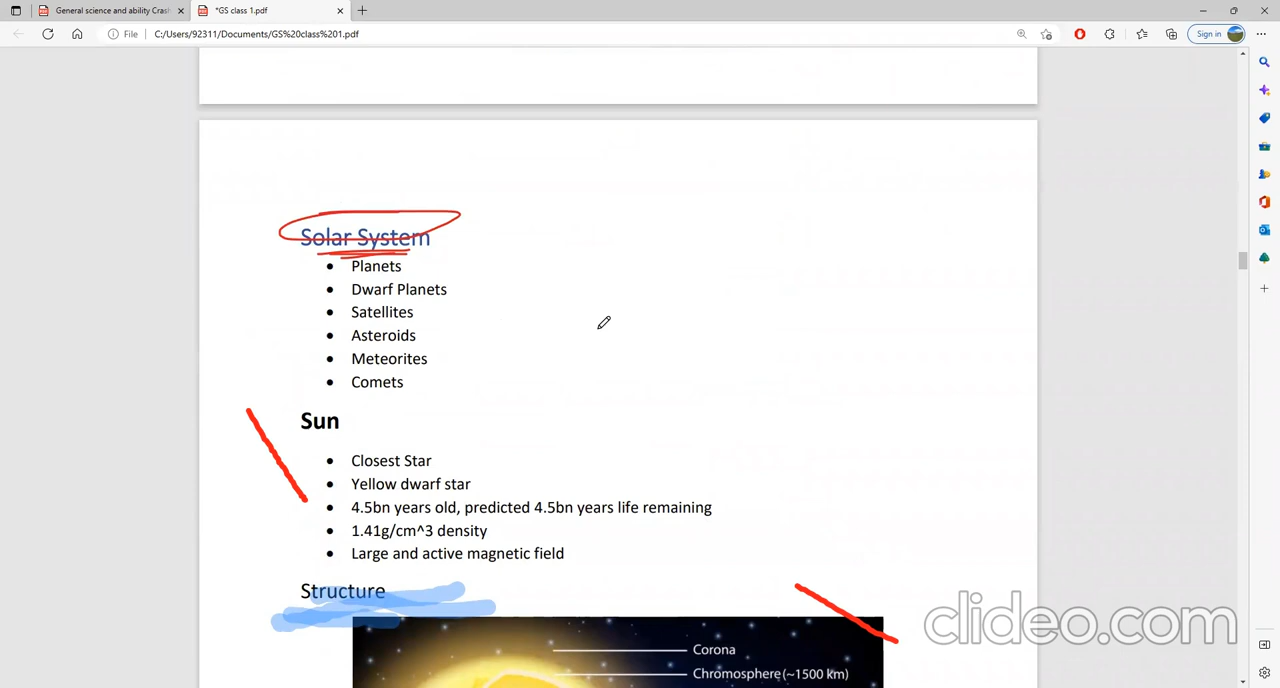 General science and ability Crash
*GS class 1.pdf
File
C:/Users/92311/Documents/GS%20class%201.pdf
Sign in
Solar System
• Planets
• Dwarf Planets
• Satellites
• Asteroids
• Meteorites
• Comets
Sun
• Closest Star
• Yellow dwarf star
• 4.5bn years old, predicted 4.5bn years life remaining
• 1.41g/cm^3 density
• Large and active magnetic field
Structure
Corona
Chromosphere (~1500 km)
clideo.com